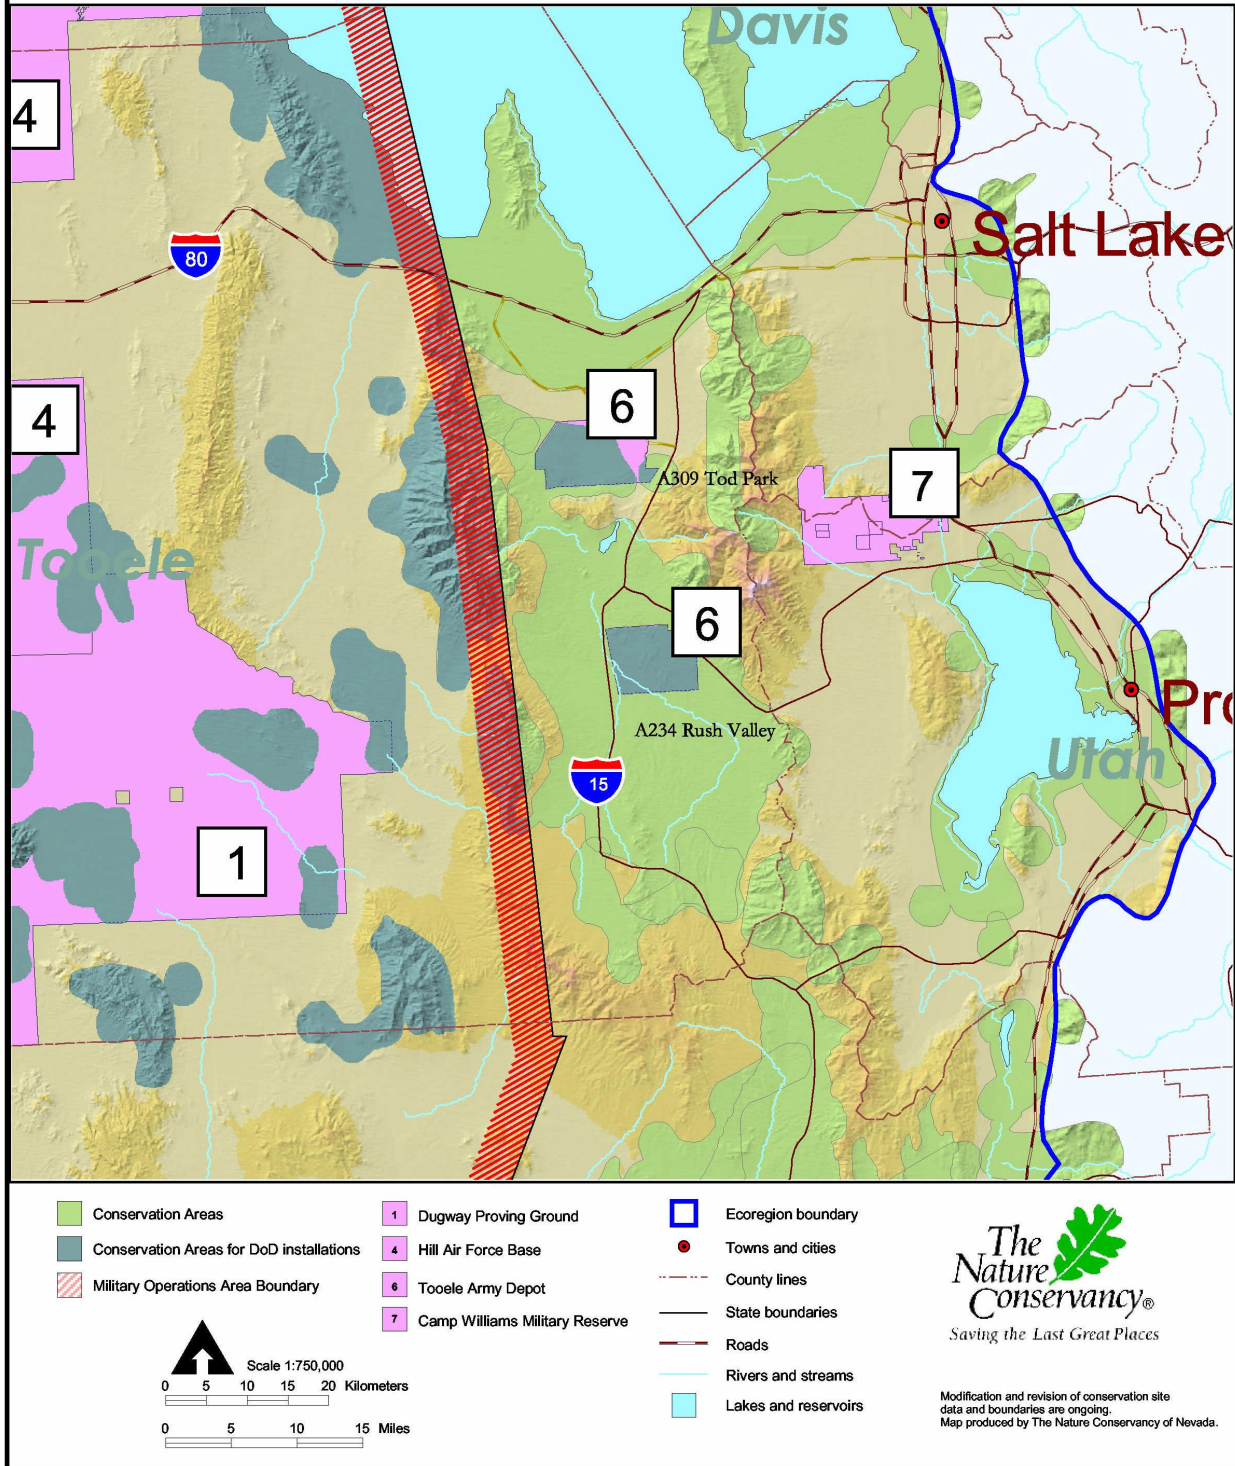 Davis
4
Salt Lake
80
6
4
A309 Tod Park
7
Tooele
6
Pro
A234 Rush Valley
Utah
15
1
Conservation Areas
Conservation Areas for DoD installations
Military Operations Area Boundary
1 Dugway Proving Ground
4 Hill Air Force Base
6 Tooele Army Depot
7 Camp Williams Military Reserve
Ecoregion boundary
Towns and cities
County lines
State boundaries
Roads
Rivers and streams
Lakes and reservoirs
Scale 1:750,000
0 5 10 15 20 Kilometers
0 5 10 15 Miles
The
Nature
Conservancy®
Saving the Last Great Places
Modification and revision of conservation site
data and boundaries are ongoing.
Map produced by The Nature Conservancy of Nevada.